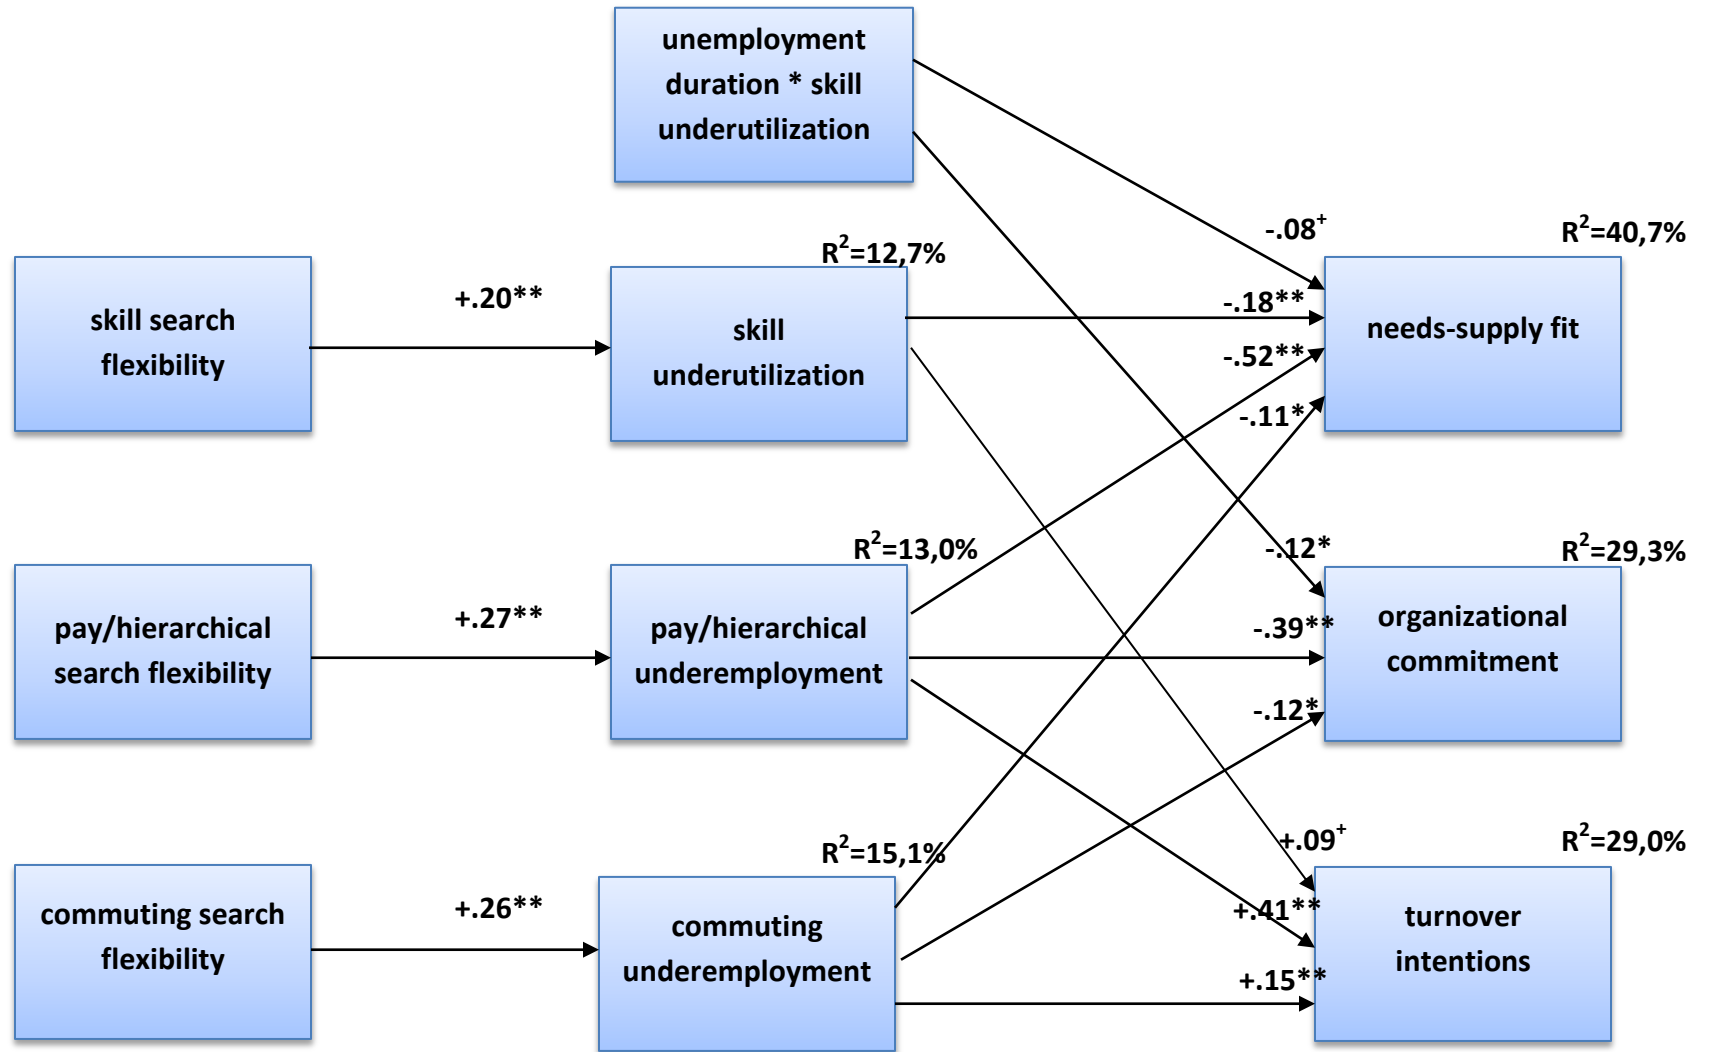 unemployment
duration * skill
underutilization
-.08⁺
R²=40,7%
R²=12,7%
skill search
flexibility
+.20**
skill
underutilization
-.18**
-.52**
-.11*
needs-supply fit
R²=13,0%
-.12*
R²=29,3%
pay/hierarchical
search flexibility
+.27**
pay/hierarchical
underemployment
-.39**
-.12*
organizational
commitment
R²=15,1%
+.09⁺
R²=29,0%
commuting search
flexibility
+.26**
commuting
underemployment
+.41**
+.15**
turnover
intentions